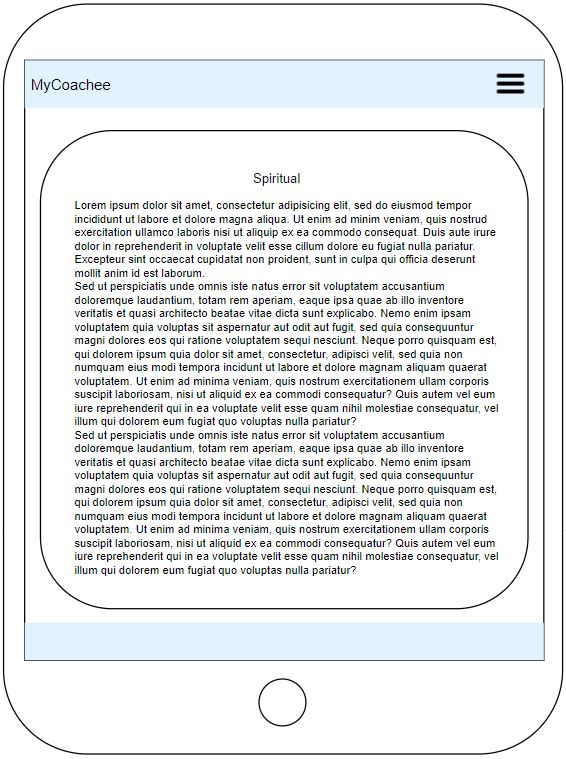 MyCoachee
Spiritual
Lorem ipsum dolor sit amet, consectetur adipisicing elit, sed do eiusmod tempor
incididunt ut labore et dolore magna aliqua. Ut enim ad minim veniam, quis nostrud
exercitation ullamco laboris nisi ut aliquip ex ea commodo consequat. Duis aute irure
dolor in reprehenderit in voluptate velit esse cillum dolore eu fugiat nulla pariatur.
Excepteur sint occaecat cupidatat non proident, sunt in culpa qui officia deserunt
mollit anim id est laborum.
Sed ut perspiciatis unde omnis iste natus error sit voluptatem accusantium
doloremque laudantium, totam rem aperiam, eaque ipsa quae ab illo inventore
veritatis et quasi architecto beatae vitae dicta sunt explicabo. Nemo enim ipsam
voluptatem quia voluptas sit aspernatur aut odit aut fugit, sed quia consequuntur
magni dolores eos qui ratione voluptatem sequi nesciunt. Neque porro quisquam est,
qui dolorem ipsum quia dolor sit amet, consectetur, adipisci velit, sed quia non
numquam eius modi tempora incidunt ut labore et dolore magnam aliquam quaerat
voluptatem. Ut enim ad minima veniam, quis nostrum exercitationem ullam corporis
suscipit laboriosam, nisi ut aliquid ex ea commodi consequatur? Quis autem vel eum
iure reprehenderit qui in ea voluptate velit esse quam nihil molestiae consequatur, vel
illum qui dolorem eum fugiat quo voluptas nulla pariatur?
Sed ut perspiciatis unde omnis iste natus error sit voluptatem accusantium
doloremque laudantium, totam rem aperiam, eaque ipsa quae ab illo inventore
veritatis et quasi architecto beatae vitae dicta sunt explicabo. Nemo enim ipsam
voluptatem quia voluptas sit aspernatur aut odit aut fugit, sed quia consequuntur
magni dolores eos qui ratione voluptatem sequi nesciunt. Neque porro quisquam est,
qui dolorem ipsum quia dolor sit amet, consectetur, adipisci velit, sed quia non
numquam eius modi tempora incidunt ut labore et dolore magnam aliquam quaerat
voluptatem. Ut enim ad minima veniam, quis nostrum exercitationem ullam corporis
suscipit laboriosam, nisi ut aliquid ex ea commodi consequatur? Quis autem vel eum
iure reprehenderit qui in ea voluptate velit esse quam nihil molestiae consequatur, vel
illum qui dolorem eum fugiat quo voluptas nulla pariatur?